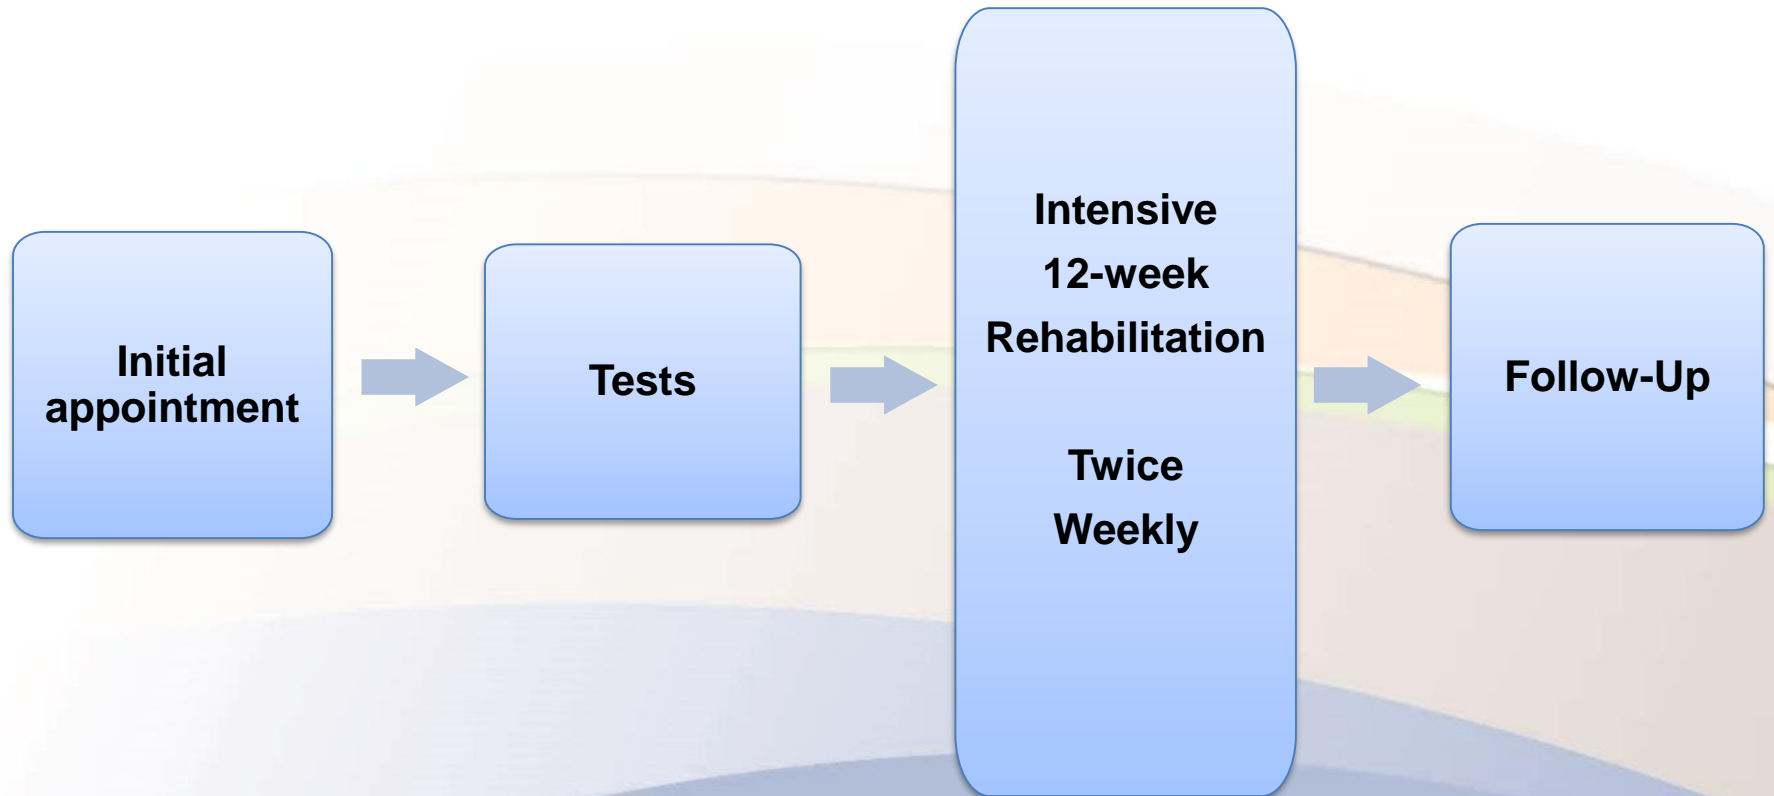 Initial
appointment
Tests
Intensive
12-week
Rehabilitation
Twice
Weekly
Follow-Up